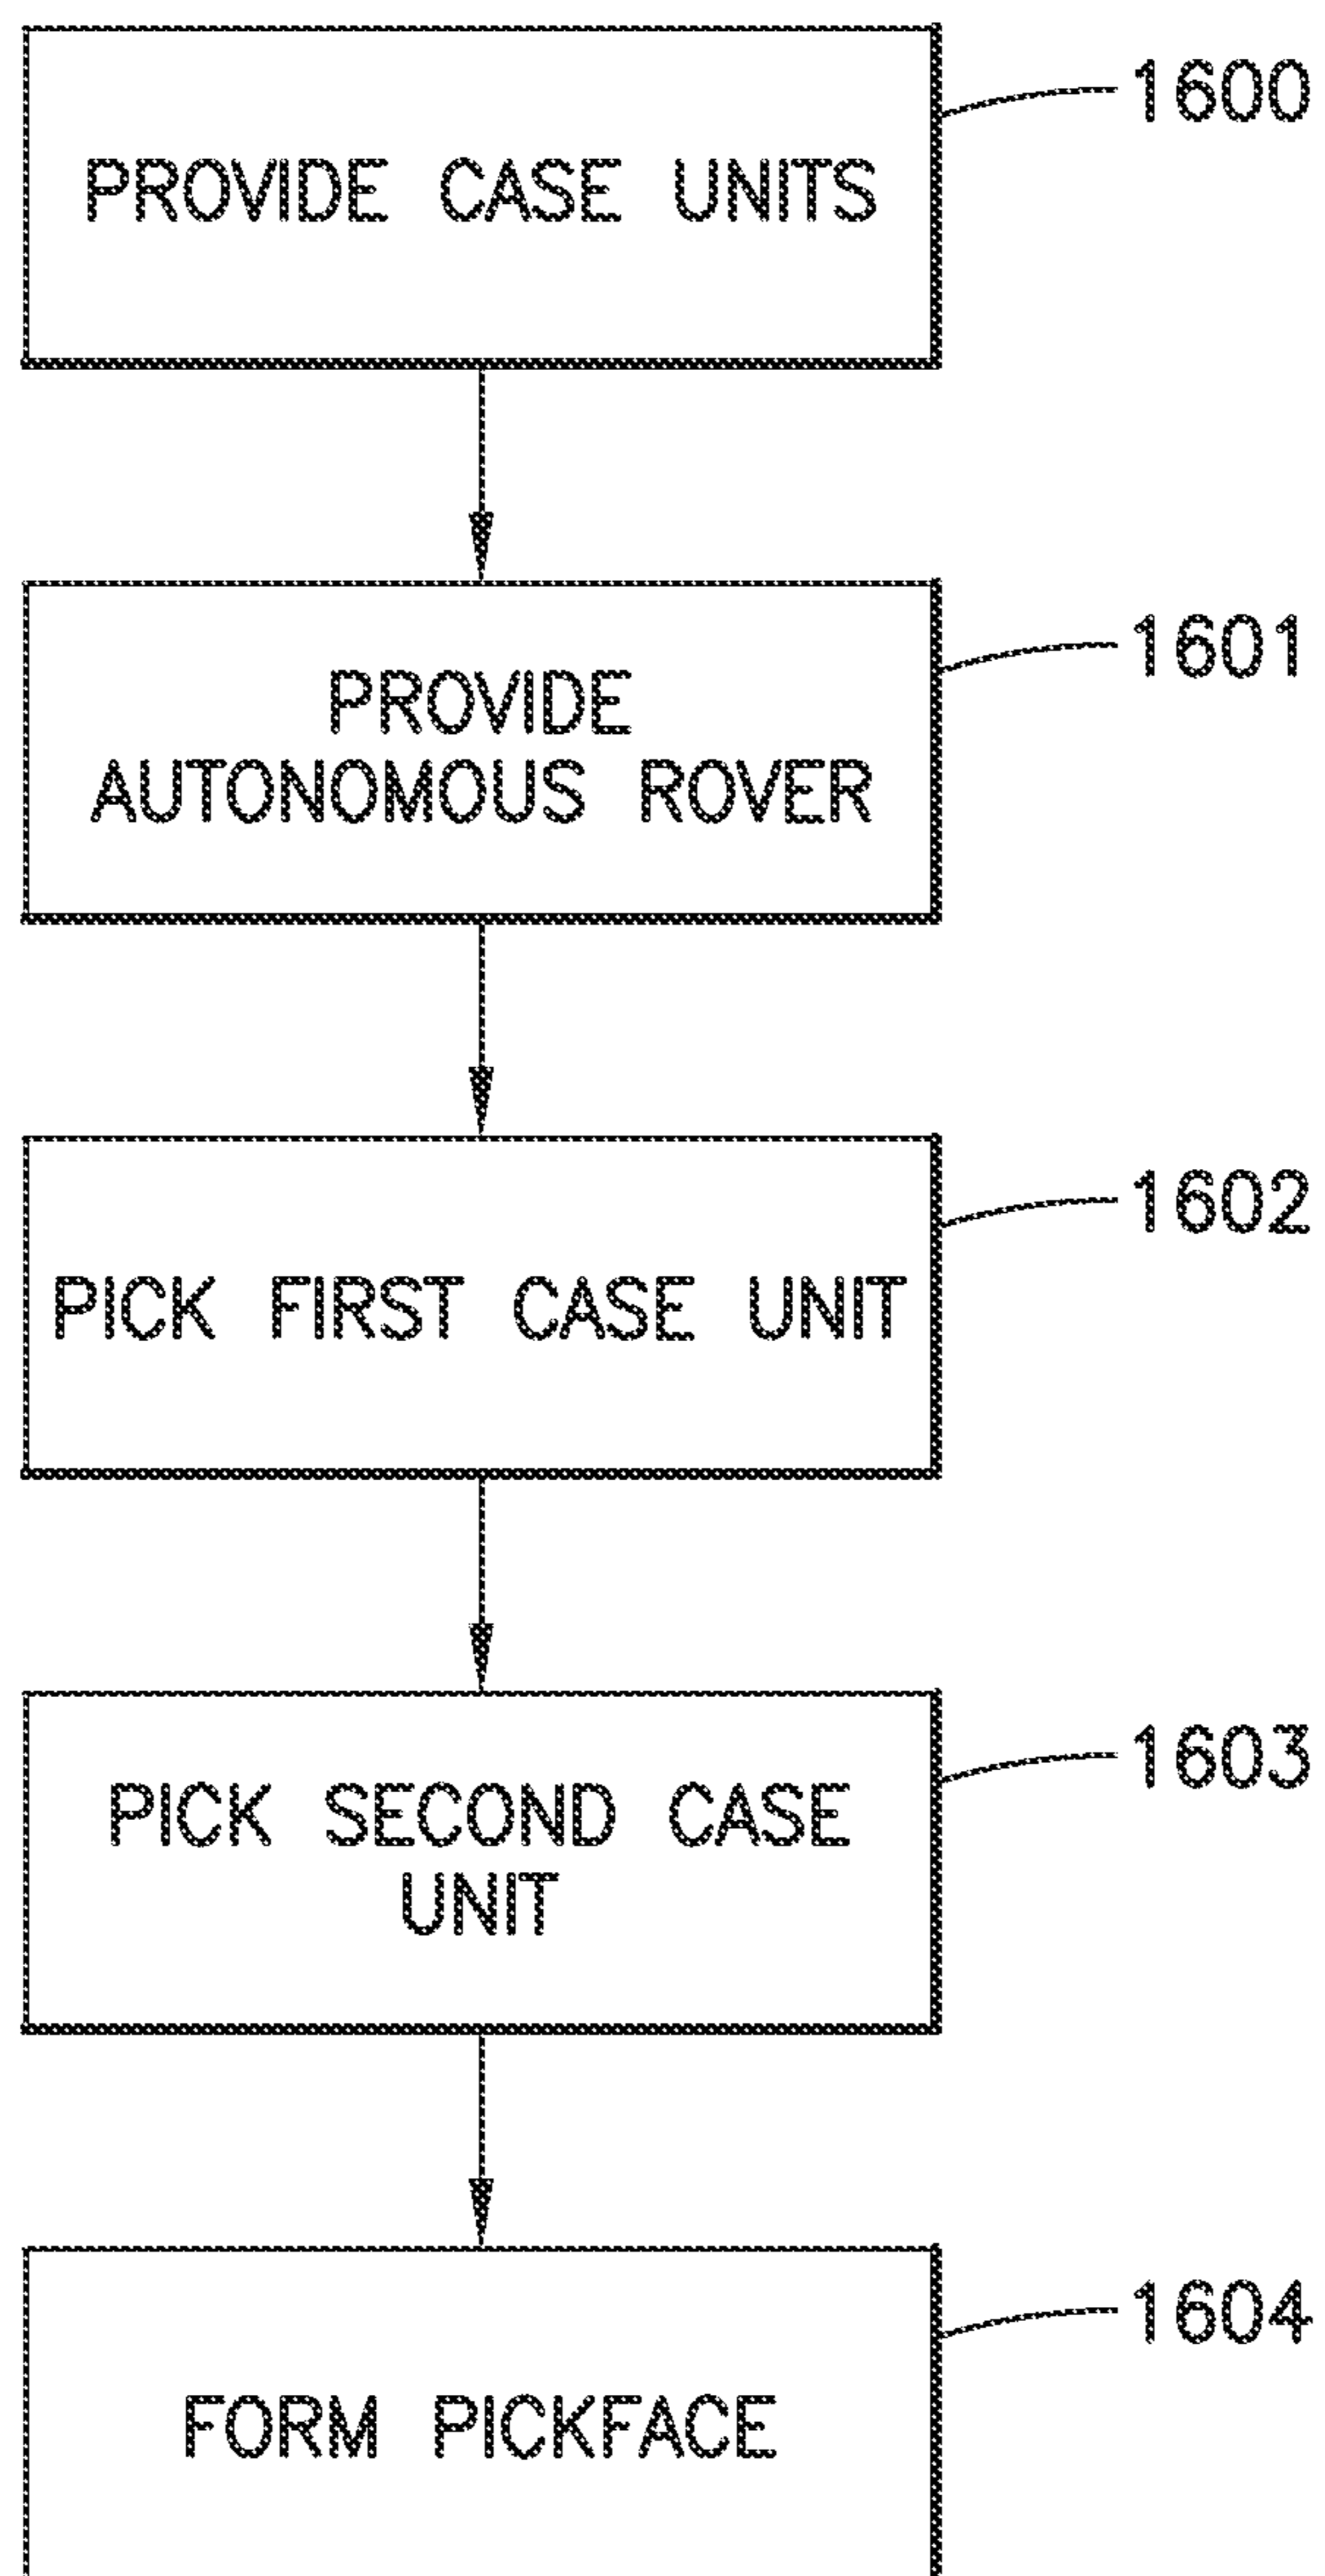 PROVIDE CASE UNITS
1600
PROVIDE
AUTONOMOUS ROVER
1601
PICK FIRST CASE UNIT
1602
PICK SECOND CASE
UNIT
1603
FORM PICKFACE
1604